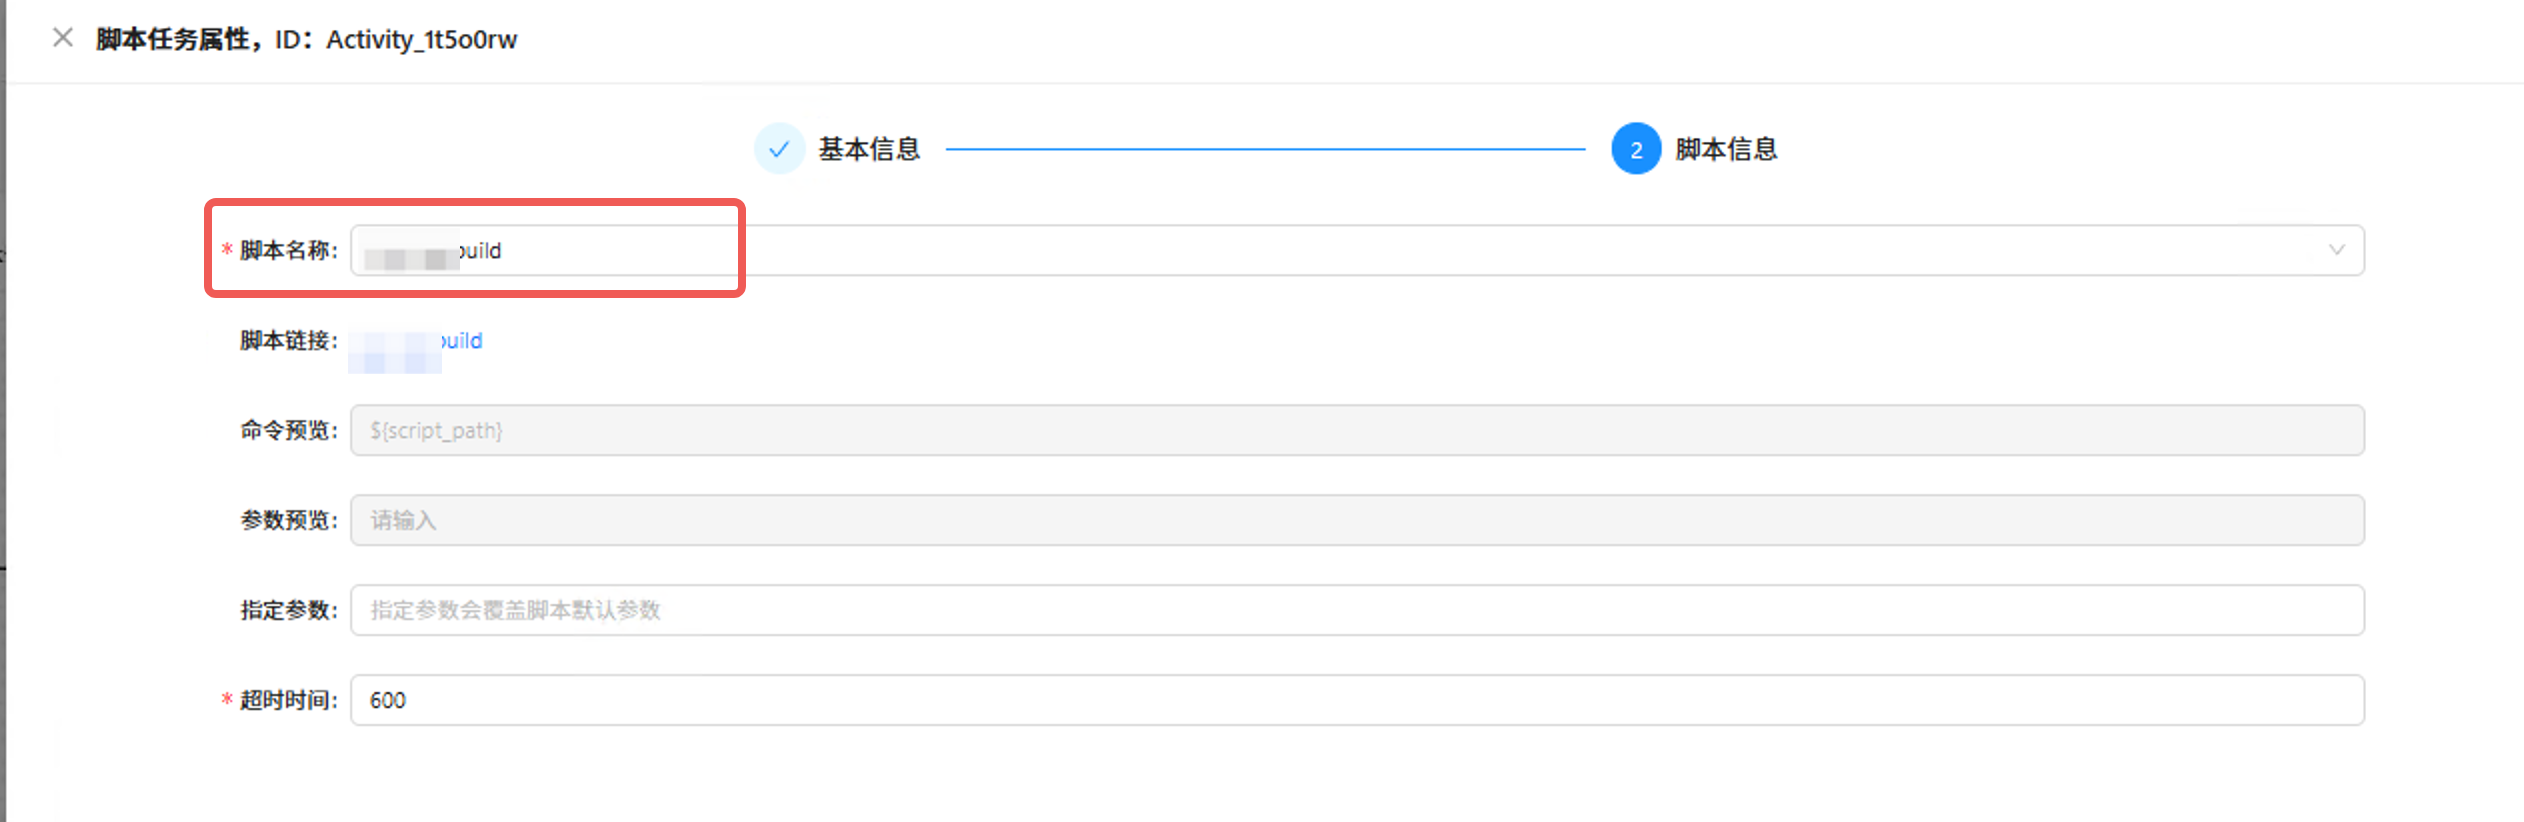 脚本任务属性，ID：Activity_1t5o0rw
基本信息
2 脚本信息
* 脚本名称: build
脚本链接: build
命令预览: ${script_path}
参数预览: 请输入
指定参数: 指定参数会覆盖脚本默认参数
* 超时时间: 600